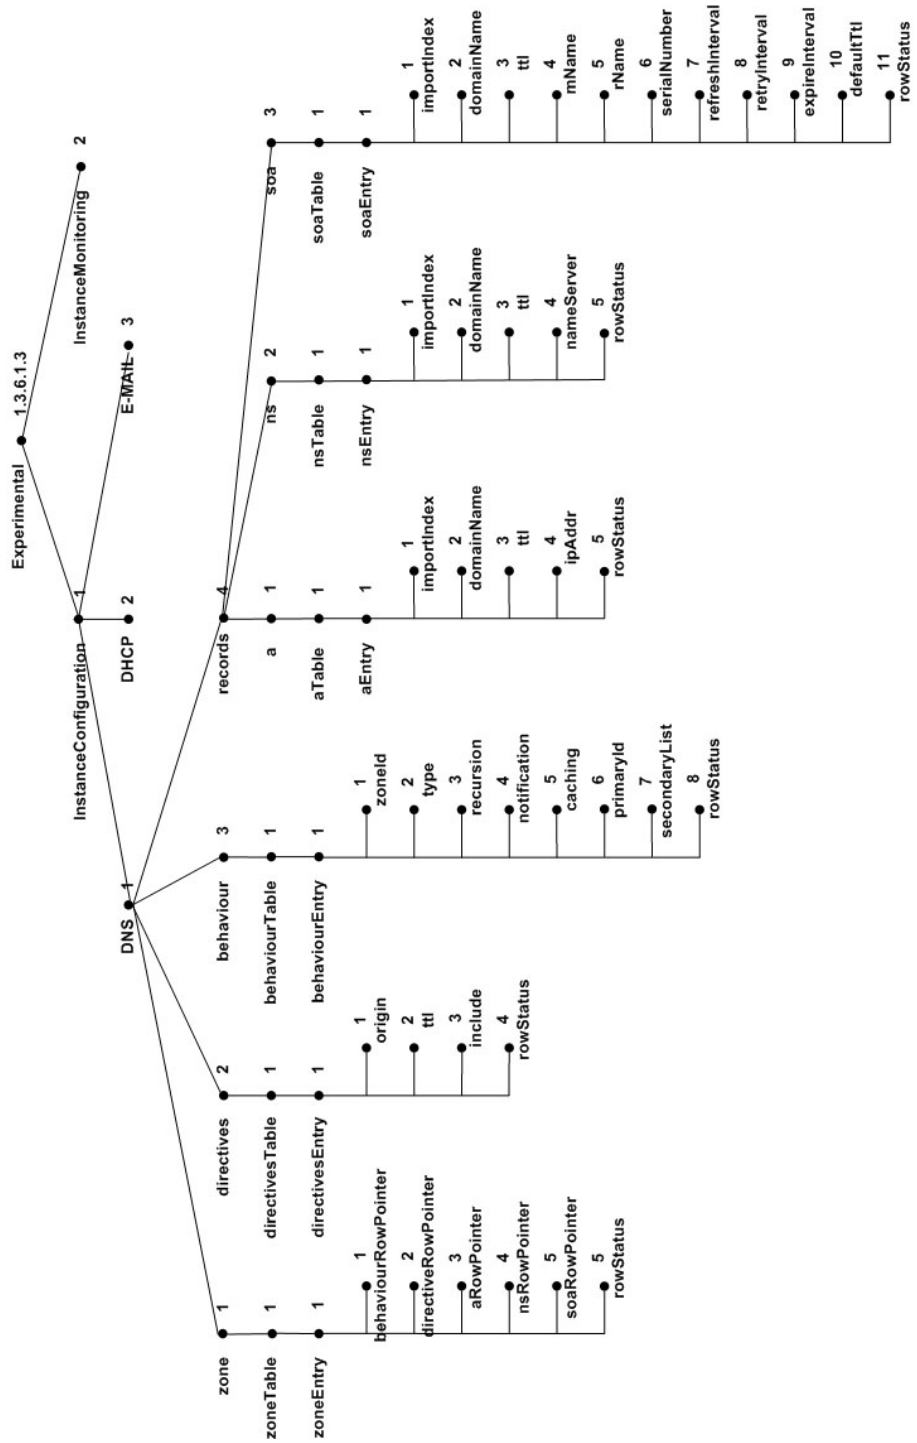 Experimental 1.3.6.1.3
InstanceConfiguration 1
InstanceMonitoring 2
DNS 1
DHCP 2
E-MAIL 3
zone 1
zoneTable 1
zoneEntry 1
1
behaviourRowPointer
2
directiveRowPointer
3
aRowPointer
4
nsRowPointer
5
soaRowPointer
5
rowStatus
directives 2
directivesTable 1
directivesEntry 1
1
origin
2
ttl
3
include
4
rowStatus
behaviour 3
behaviourTable 1
behaviourEntry 1
1
zoneId
2
type
3
recursion
4
notification
5
caching
6
primaryId
7
secondaryList
8
rowStatus
records 4
a 1
aTable 1
aEntry 1
1
importIndex
2
domainName
3
ttl
4
ipAddr
5
rowStatus
ns 2
nsTable 1
nsEntry 1
1
importIndex
2
domainName
3
ttl
4
nameServer
5
rowStatus
soa 3
soaTable 1
soaEntry 1
1
importIndex
2
domainName
3
ttl
4
mName
5
rName
6
serialNumber
7
refreshInterval
8
retryInterval
9
expireInterval
10
defaultTtl
11
rowStatus